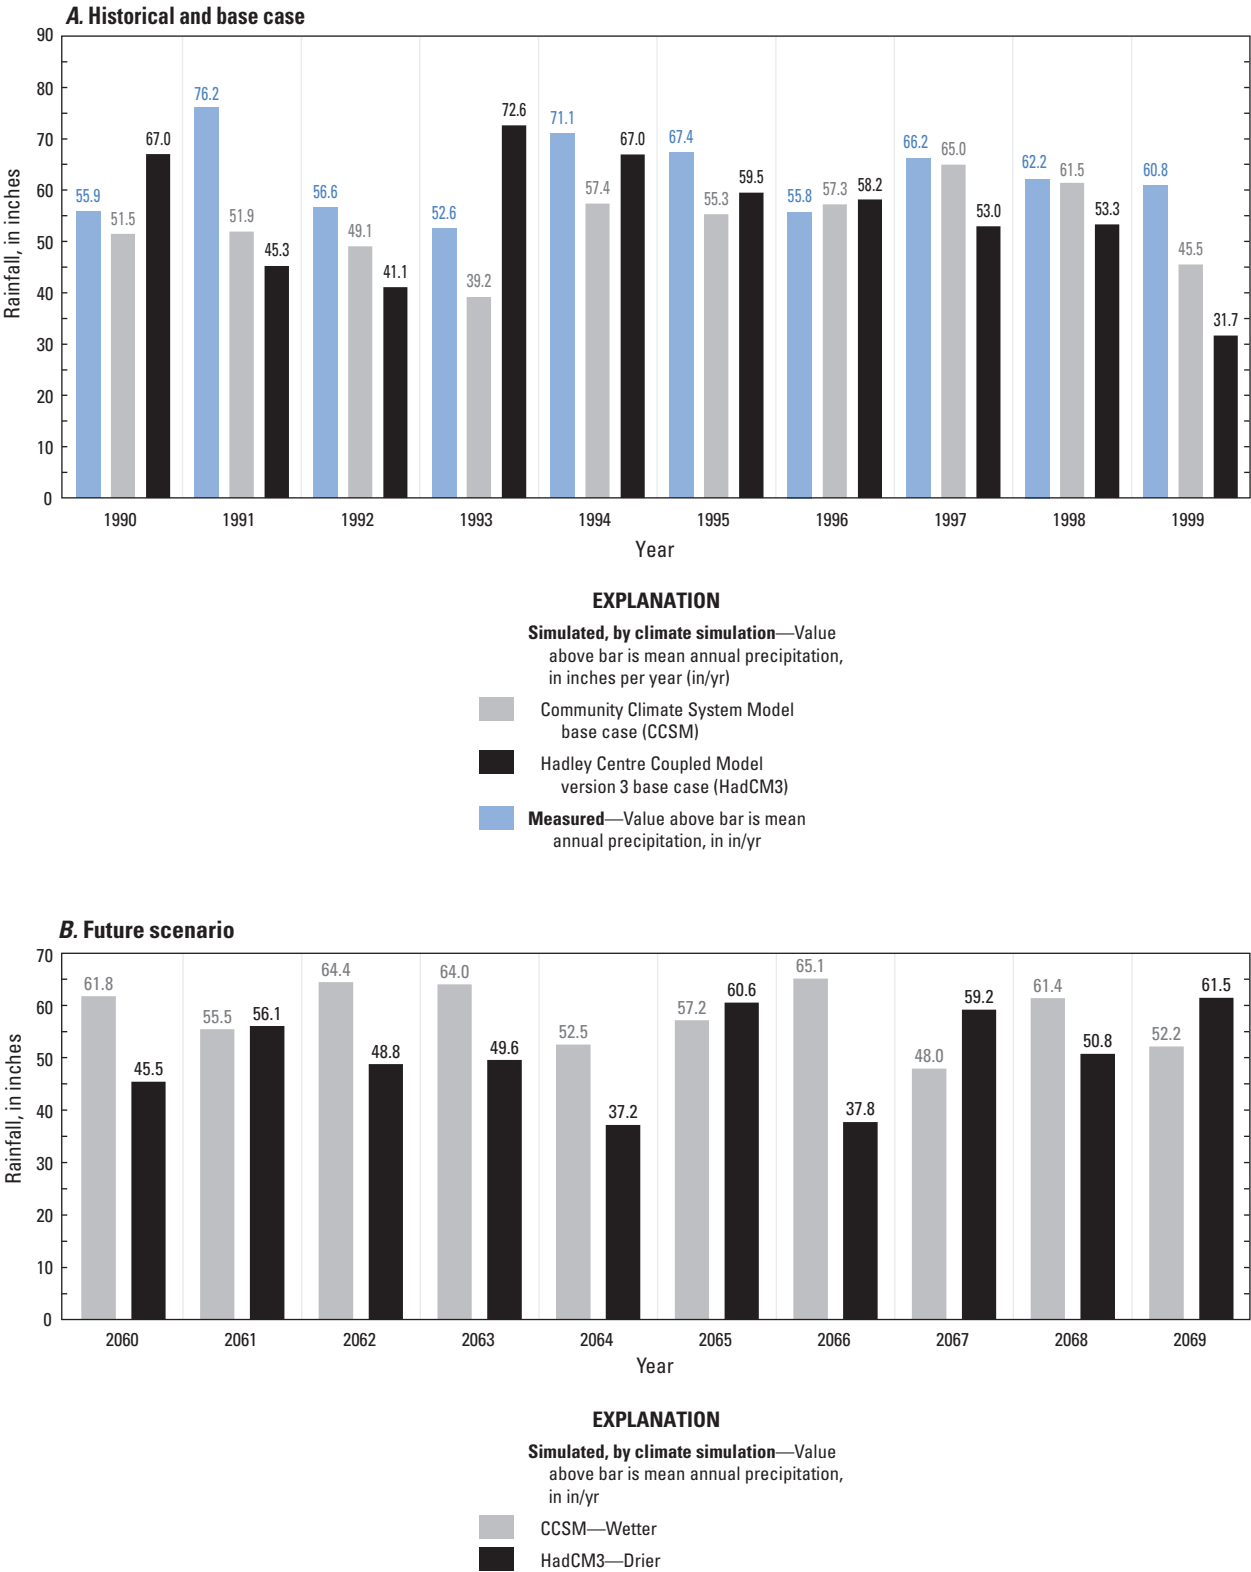 A. Historical and base case
90
80
70
60
50
40
30
20
10
0
Rainfall, in inches
55.9 51.5 67.0
76.2 51.9 45.3
56.6 49.1 41.1
52.6 39.2 72.6
71.1 57.4 67.0
67.4 55.3 59.5
55.8 57.3 58.2
66.2 65.0 53.0
62.2 61.5 53.3
60.8 45.5 31.7
1990 1991 1992 1993 1994 1995 1996 1997 1998 1999
Year
EXPLANATION
Simulated, by climate simulation—Value
above bar is mean annual precipitation,
in inches per year (in/yr)
Community Climate System Model
base case (CCSM)
Hadley Centre Coupled Model
version 3 base case (HadCM3)
Measured—Value above bar is mean
annual precipitation, in in/yr
B. Future scenario
70
60
50
40
30
20
10
0
Rainfall, in inches
61.8 45.5
55.5 56.1
64.4 48.8
64.0 49.6
52.5 37.2
57.2 60.6
65.1 37.8
48.0 59.2
61.4 50.8
52.2 61.5
2060 2061 2062 2063 2064 2065 2066 2067 2068 2069
Year
EXPLANATION
Simulated, by climate simulation—Value
above bar is mean annual precipitation,
in in/yr
CCSM—Wetter
HadCM3—Drier